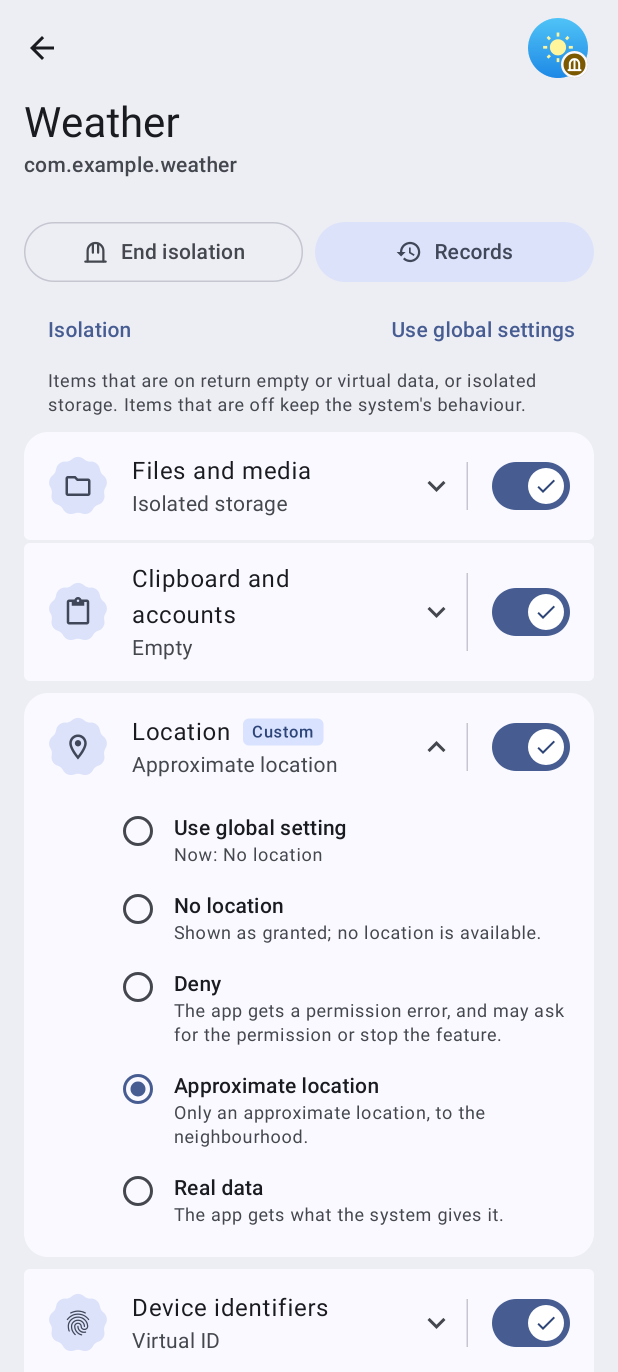 Weather
com.example.weather
End isolation
Records
Isolation
Use global settings
Items that are on return empty or virtual data, or isolated
storage. Items that are off keep the system's behaviour.
Files and media
Isolated storage
Clipboard and
accounts
Empty
Location
Custom
Approximate location
Use global setting
Now: No location
No location
Shown as granted; no location is available.
Deny
The app gets a permission error, and may ask
for the permission or stop the feature.
Approximate location
Only an approximate location, to the
neighbourhood.
Real data
The app gets what the system gives it.
Device identifiers
Virtual ID